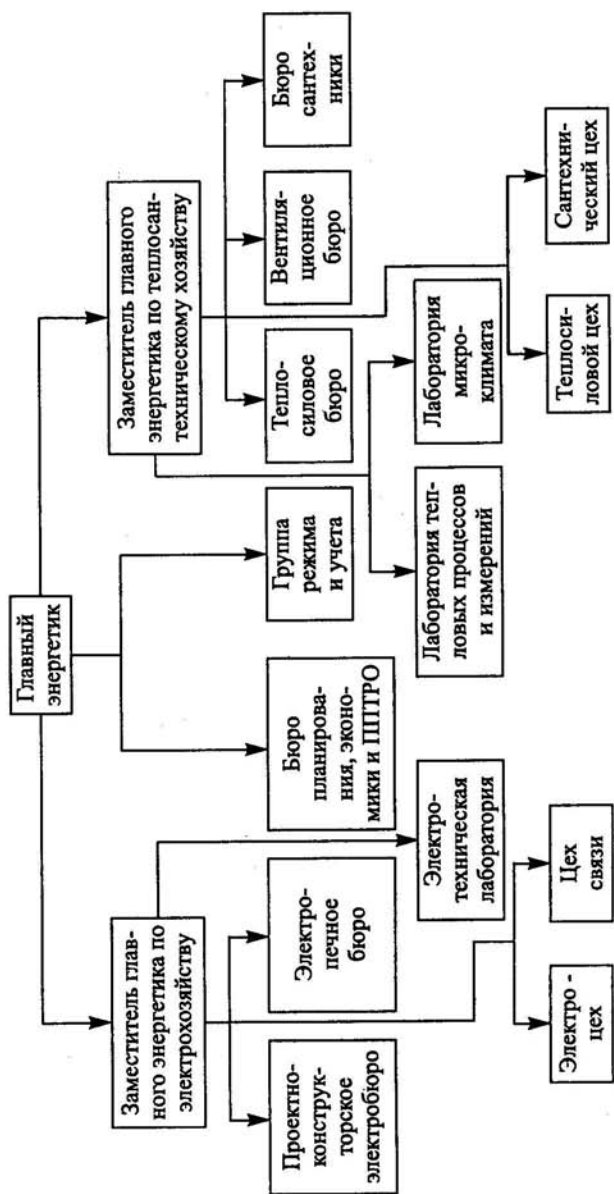 Главный
энергетик
Заместитель глав-
ного энергетика по
электрохозяйству
Заместитель главного
энергетика по теплосан-
техническому хозяйству
Проектно-
конструк-
торское
электробюро
Электро-
печное
бюро
Бюро
планирова-
ния, эконо-
мики и ППТРО
Группа
режима
и учета
Тепло-
силовое
бюро
Вентиля-
ционное
бюро
Бюро
сантех-
ники
Электро-
техническая
лаборатория
Лаборатория теп-
ловых процессов
и измерений
Лаборатория
микро-
климата
Электро -
цех
Цех
связи
Теплоси-
ловой цех
Сантехни-
ческий цех